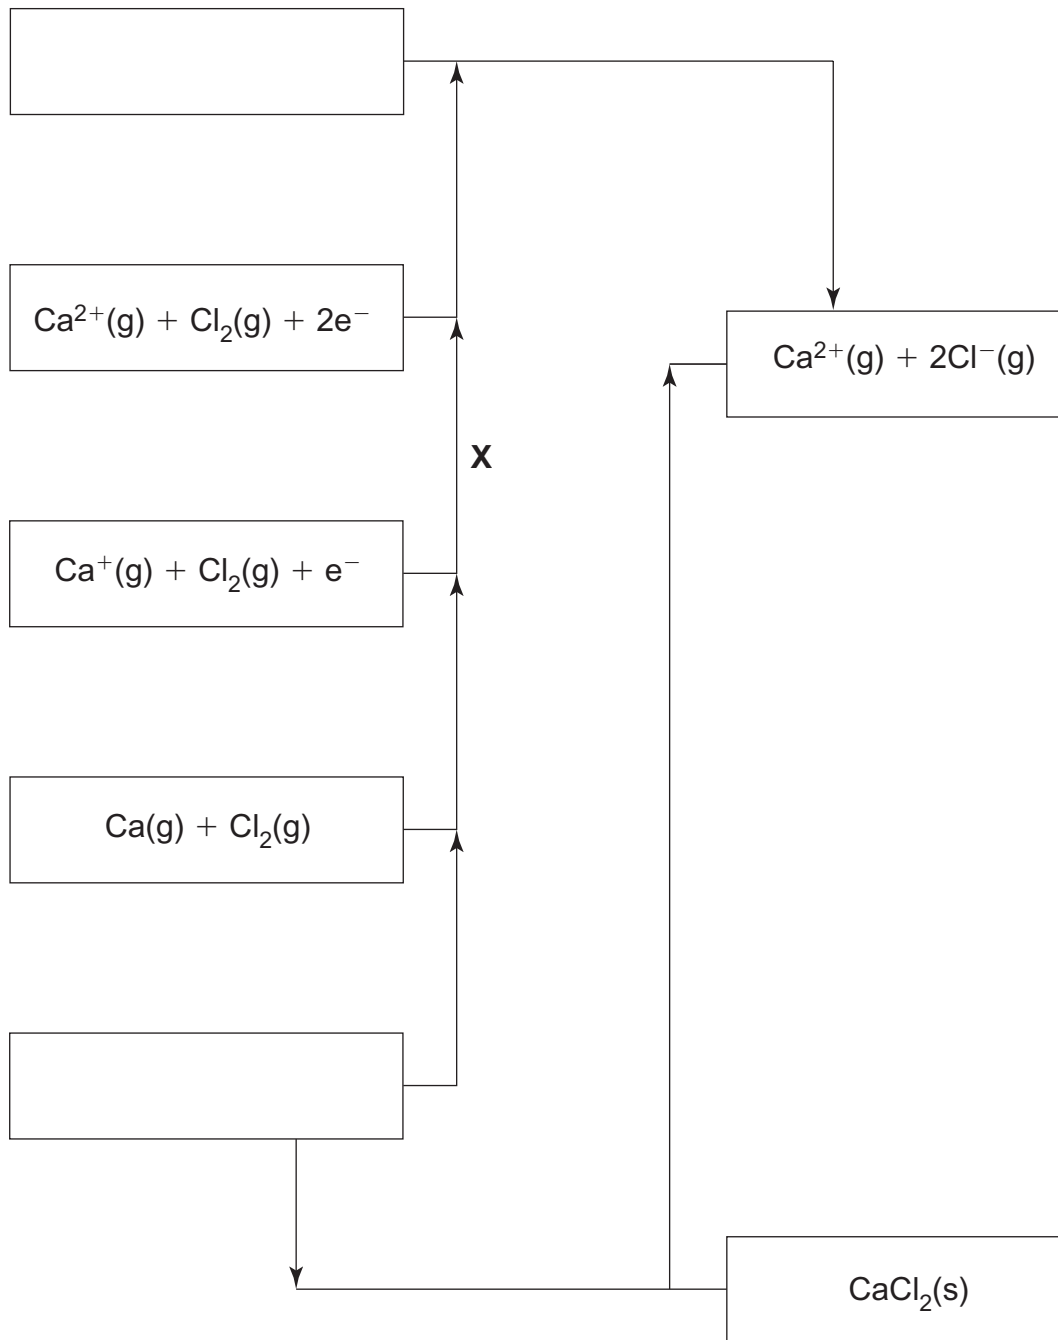 Ca²⁺(g) + Cl₂(g) + 2e⁻
Ca²⁺(g) + 2Cl⁻(g)
X
Ca⁺(g) + Cl₂(g) + e⁻
Ca(g) + Cl₂(g)
CaCl₂(s)